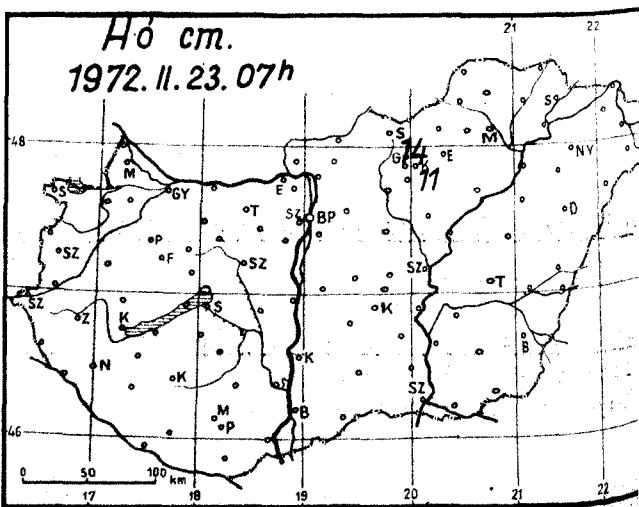 Hó cm.
1972. II. 23. 07ʰ
21 22
48
S
M
14
G K E
11
M
S
NY
S
GY
E
T
SZ BP
D
SZ
P
F
SZ
SZ
T
SZ
Z
K
S
K
B
N
K
K
S
SZ
M
P
B
46
0 50 100 km
17 18 19 20 21